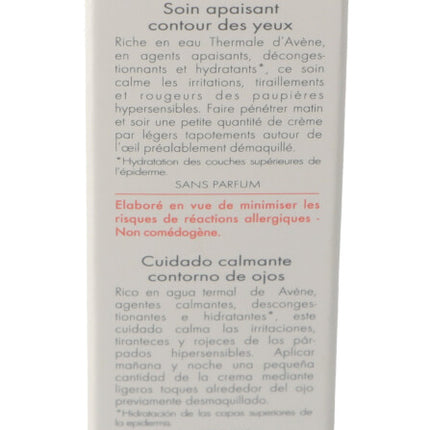 Soin apaisant
contour des yeux
Riche en eau Thermale d'Avène,
en agents apaisants, déconges-
tionnants et hydratants*, ce soin
calme les irritations, tiraillements
et rougeurs des paupières
hypersensibles. Faire pénétrer matin
et soir une petite quantité de crème
par légers tapotements autour de
l'œil préalablement démaquillé.
*Hydratation des couches supérieures de
l'épiderme.
SANS PARFUM
Elaboré en vue de minimiser les
risques de réactions allergiques -
Non comédogène.
Cuidado calmante
contorno de ojos
Rico en agua termal de Avène,
agentes calmantes, desconges-
tionantes e hidratantes*, este
cuidado calma las irritaciones,
tiranteces y rojeces de los pár-
pados hipersensibles. Aplicar
mañana y noche una pequeña
cantidad de la crema mediante
ligeros toques alrededor del ojo
previamente desmaquillado.
*Hidratación de las capas superiores de
la epidermis.